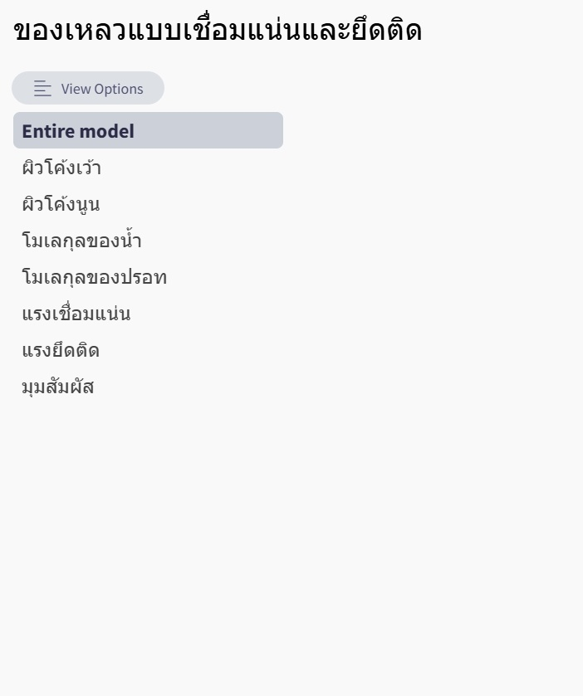 ของเหลวแบบเชื่อมแน่นและยึดติด
View Options
Entire model
ผิวโค้งเว้า
ผิวโค้งนูน
โมเลกุลของน้ำ
โมเลกุลของปรอท
แรงเชื่อมแน่น
แรงยึดติด
มุมสัมผัส